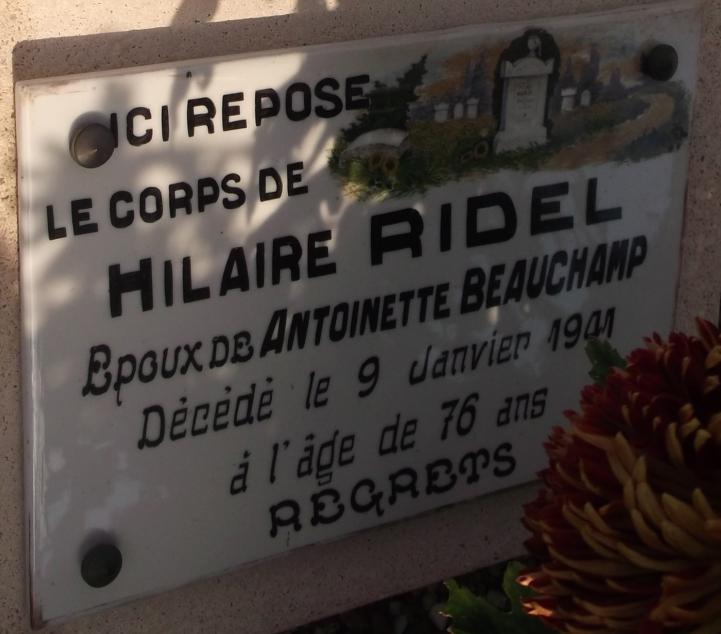 ICI REPOSE
LE CORPS DE
HILAIRE RIDEL
Epoux de ANTOINETTE BEAUCHAMP
Décédé le 9 Janvier 1941
à l'âge de 76 ans
REGRETS